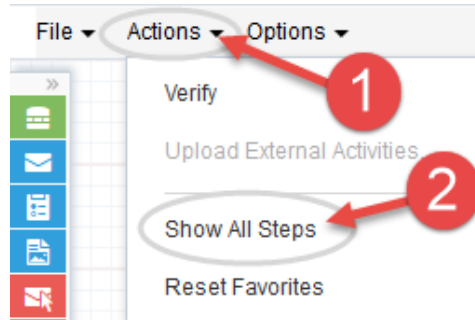 File Actions Options
Verify
1
Upload External Activities
2
Show All Steps
Reset Favorites